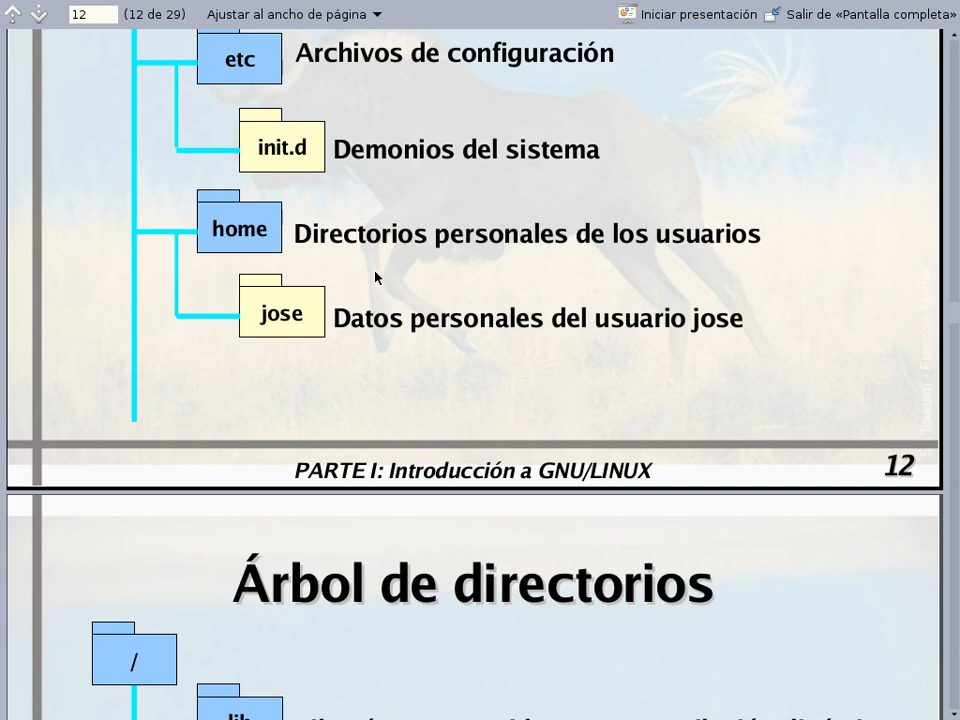 12 (12 de 29) Ajustar al ancho de página Iniciar presentación Salir de «Pantalla completa»
etc Archivos de configuración
init.d Demonios del sistema
home Directorios personales de los usuarios
jose Datos personales del usuario jose
PARTE I: Introducción a GNU/LINUX 12
Árbol de directorios
/
lib